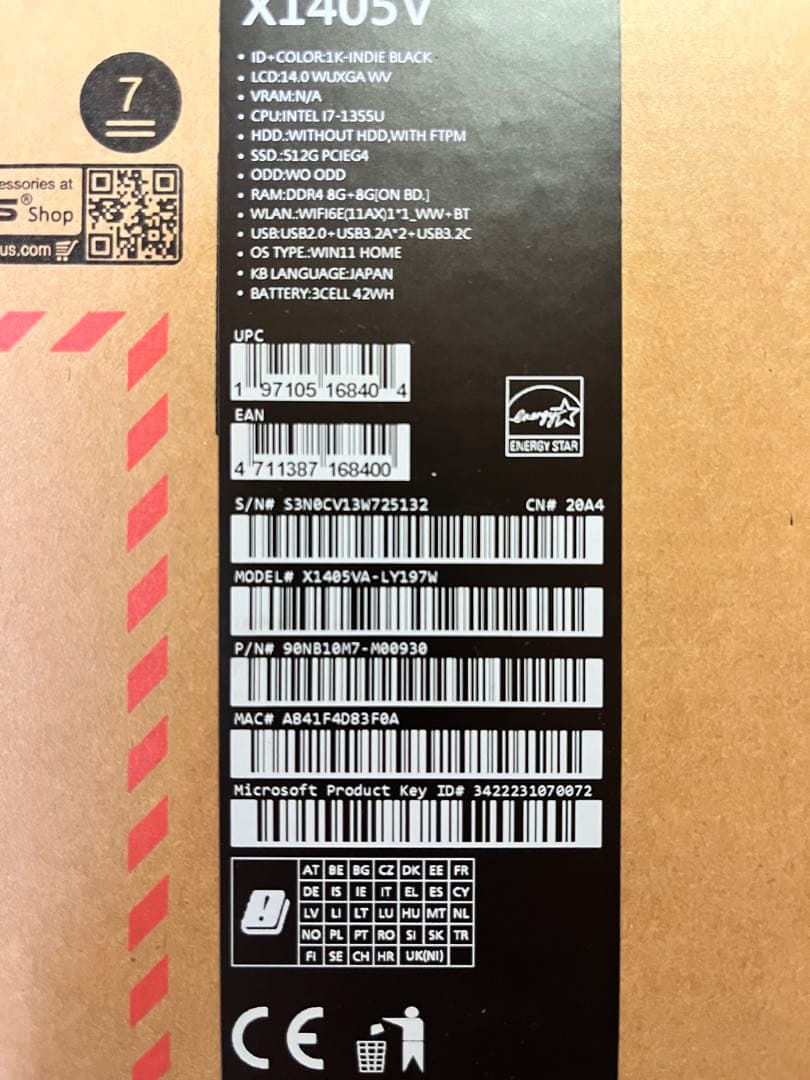 X1405V
• ID+COLOR:1K-INDIE BLACK
• LCD:14.0 WUXGA WV
• VRAM:N/A
• CPU:INTEL I7-1355U
• HDD.:WITHOUT HDD,WITH FTPM
• SSD.:512G PCIEG4
• ODD:WO ODD
• RAM:DDR4 8G+8G[ON BD.]
• WLAN.:WIFI6E(11AX)1*1_WW+BT
• USB:USB2.0+USB3.2A*2+USB3.2C
• OS TYPE.:WIN11 HOME
• KB LANGUAGE:JAPAN
• BATTERY:3CELL 42WH
7
essories at
S® Shop
us.com
UPC
1 97105 16840 4
EAN
4 711387 168400
energy
ENERGY STAR
S/N# S3N0CV13W725132 CN# 20A4
MODEL# X1405VA-LY197W
P/N# 90NB10M7-M00930
MAC# A841F4D83F0A
Microsoft Product Key ID# 3422231070072
!
AT BE BG CZ DK EE FR
DE IS IE IT EL ES CY
LV LI LT LU HU MT NL
NO PL PT RO SI SK TR
FI SE CH HR UK(NI)
CE